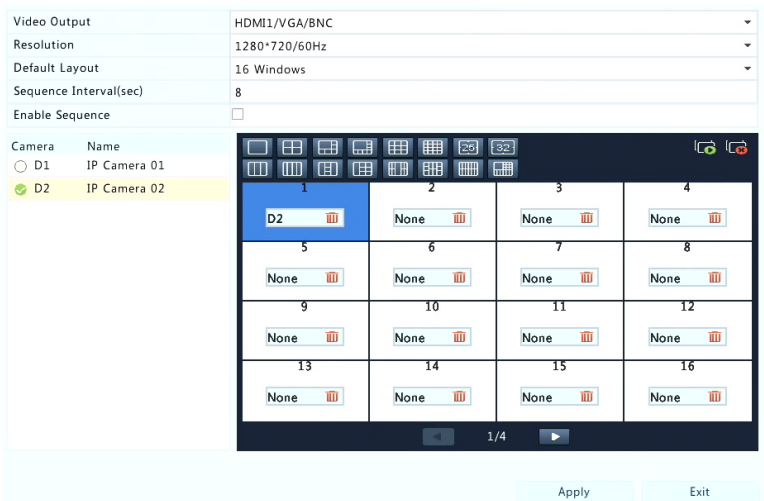 Video Output HDMI1/VGA/BNC
Resolution 1280*720/60Hz
Default Layout 16 Windows
Sequence Interval(sec) 8
Enable Sequence
Camera Name
D1 IP Camera 01
D2 IP Camera 02
26 32
1 2 3 4
D2 None None None
5 6 7 8
None None None None
9 10 11 12
None None None None
13 14 15 16
None None None None
1/4
Apply Exit